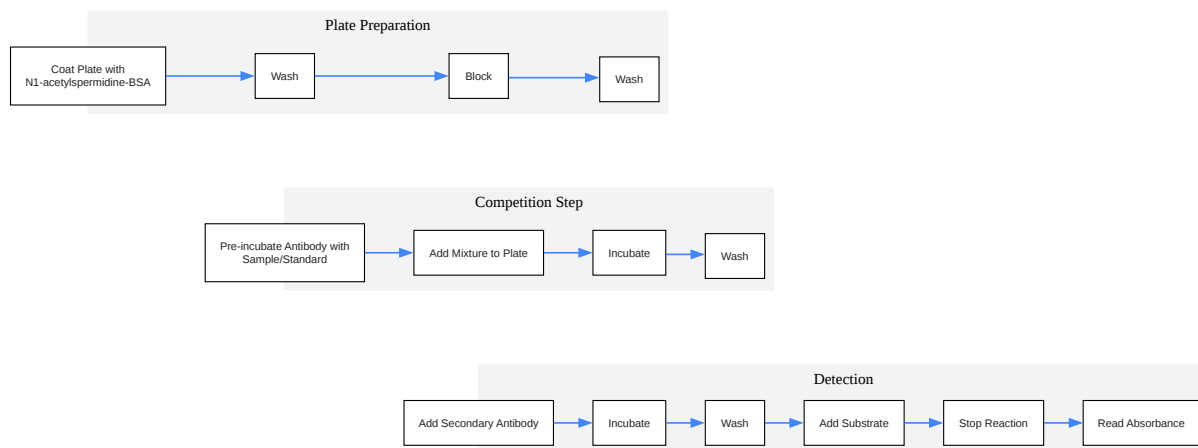 Plate Preparation
Coat Plate with
N1-acetylspermidine-BSA
Wash
Block
Wash
Competition Step
Pre-incubate Antibody with
Sample/Standard
Add Mixture to Plate
Incubate
Wash
Detection
Add Secondary Antibody
Incubate
Wash
Add Substrate
Stop Reaction
Read Absorbance